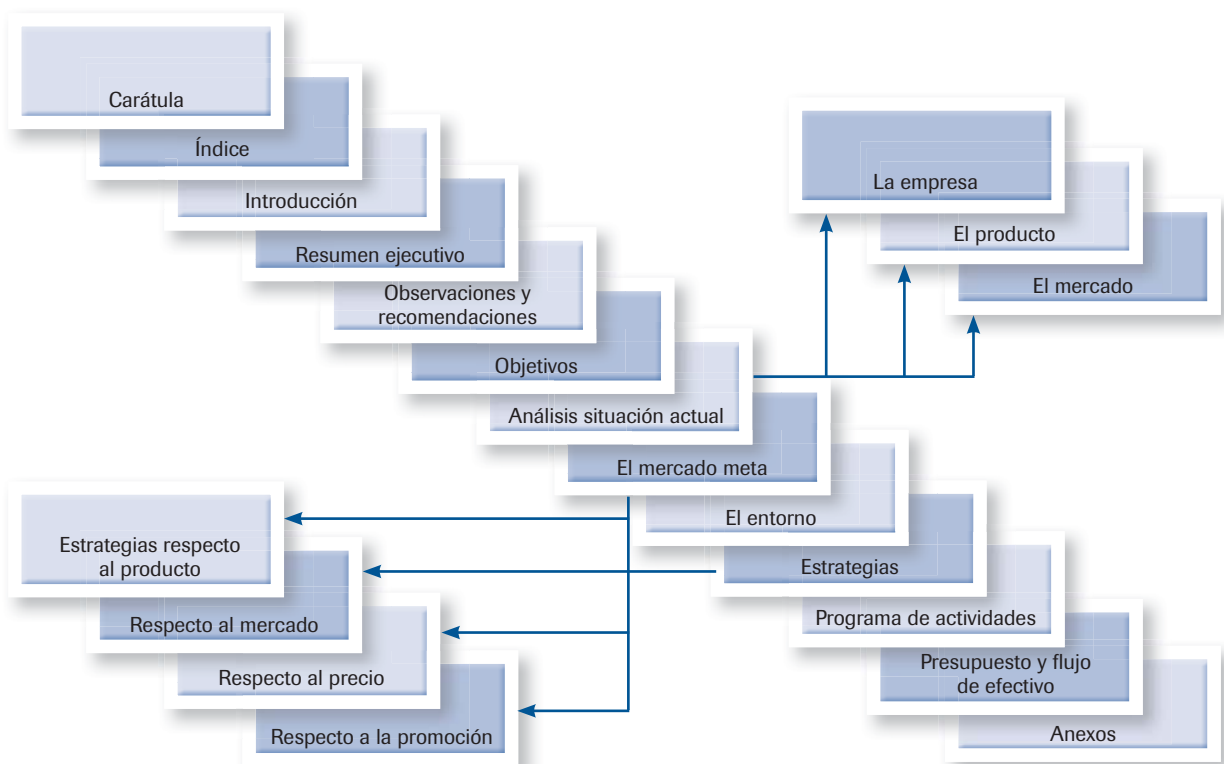 Carátula
Índice
Introducción
Resumen ejecutivo
Observaciones y
recomendaciones
Objetivos
Análisis situación actual
El mercado meta
El entorno
Estrategias
Programa de actividades
Presupuesto y flujo
de efectivo
Anexos
La empresa
El producto
El mercado
Estrategias respecto
al producto
Respecto al mercado
Respecto al precio
Respecto a la promoción